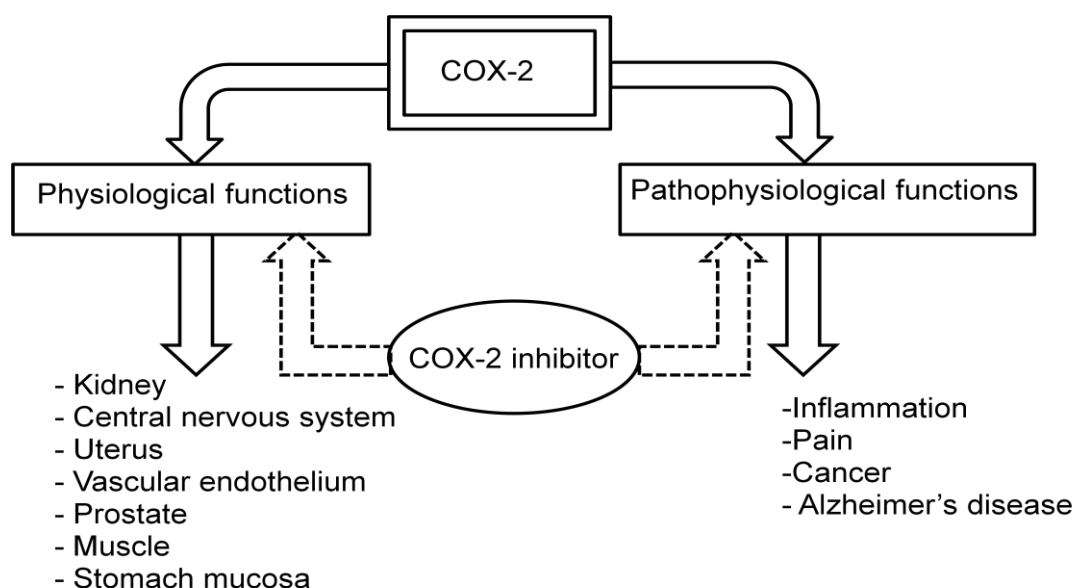 COX-2
Physiological functions
Pathophysiological functions
COX-2 inhibitor
- Kidney
- Central nervous system
- Uterus
- Vascular endothelium
- Prostate
- Muscle
- Stomach mucosa
-Inflammation
-Pain
-Cancer
- Alzheimer's disease